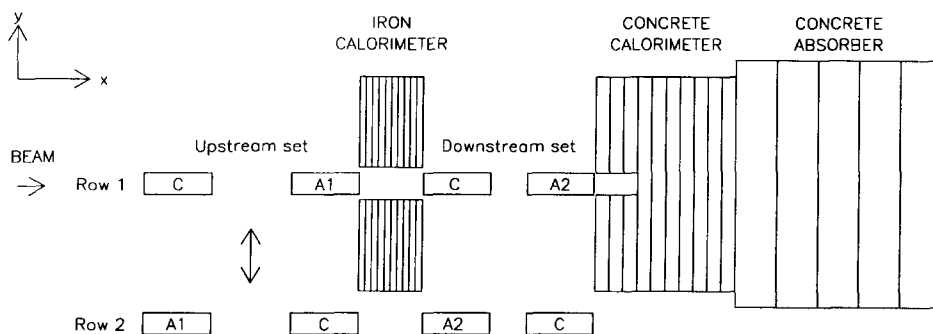 y
IRON
CALORIMETER
CONCRETE
CALORIMETER
CONCRETE
ABSORBER
x
BEAM
Upstream set
Downstream set
Row 1
C
A1
C
A2
Row 2
A1
C
A2
C